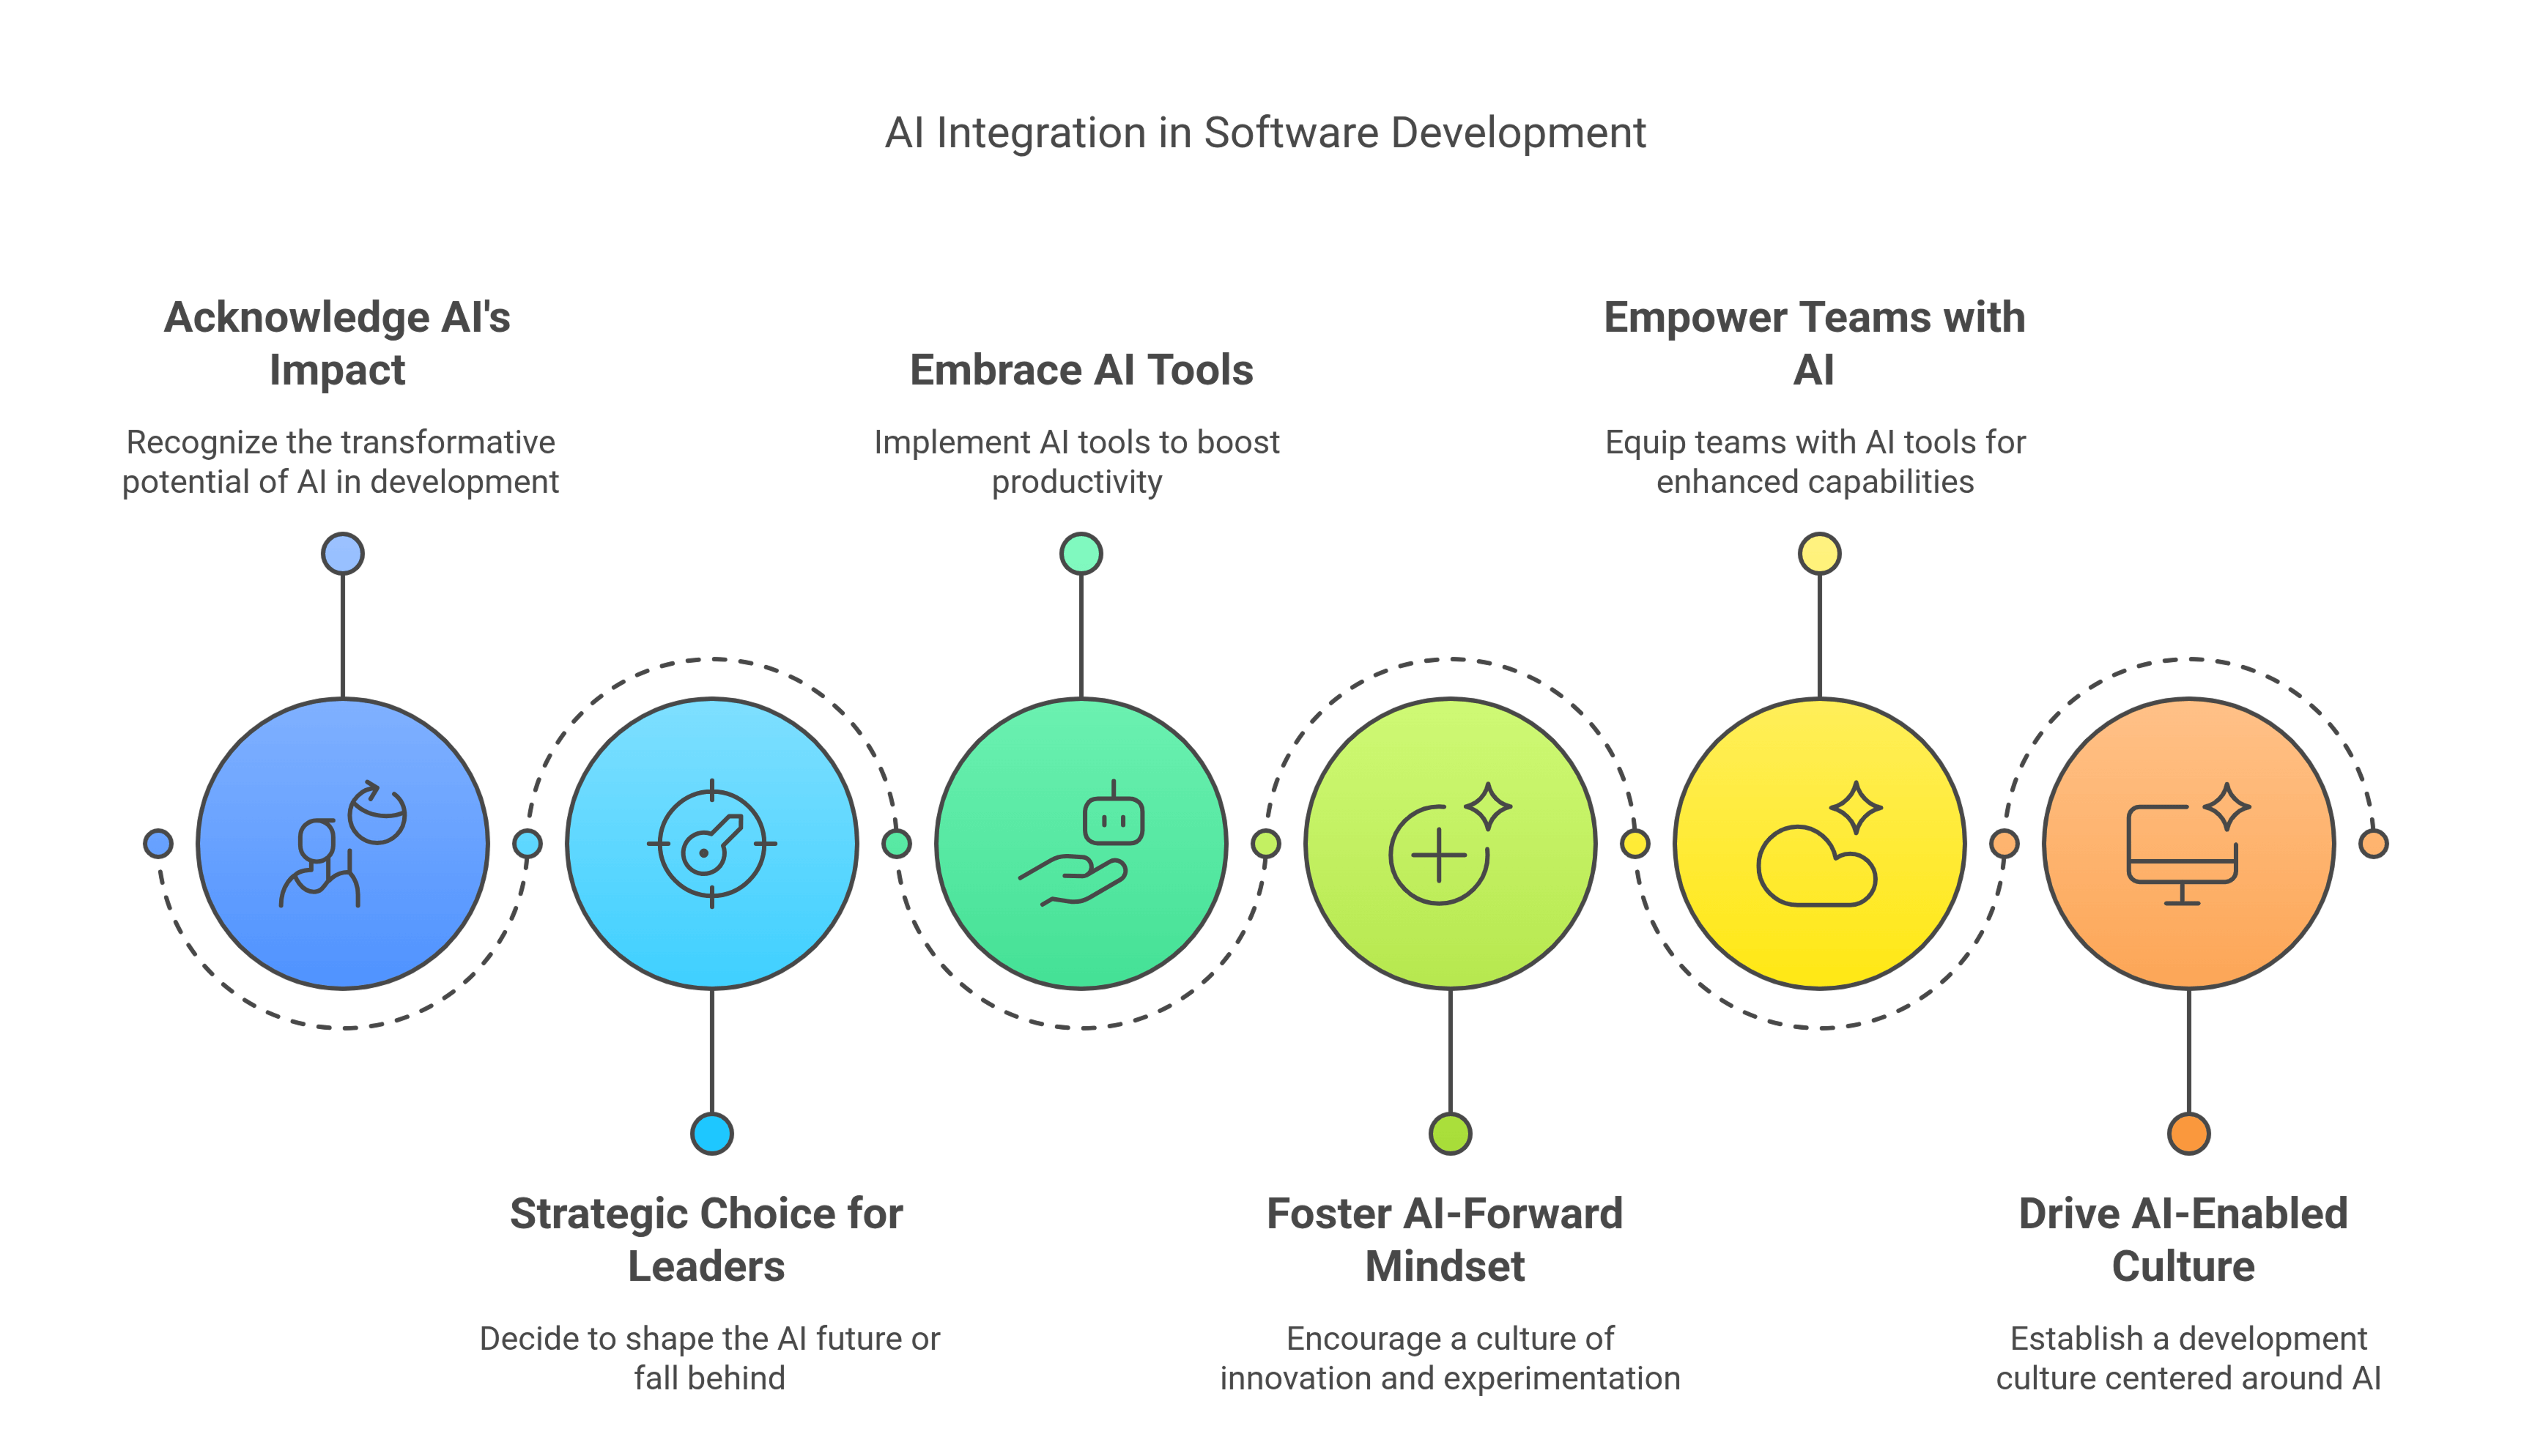 AI Integration in Software Development
Acknowledge AI's
Impact
Recognize the transformative
potential of AI in development
Strategic Choice for
Leaders
Decide to shape the AI future or
fall behind
Embrace AI Tools
Implement AI tools to boost
productivity
Foster AI-Forward
Mindset
Encourage a culture of
innovation and experimentation
Empower Teams with
AI
Equip teams with AI tools for
enhanced capabilities
Drive AI-Enabled
Culture
Establish a development
culture centered around AI